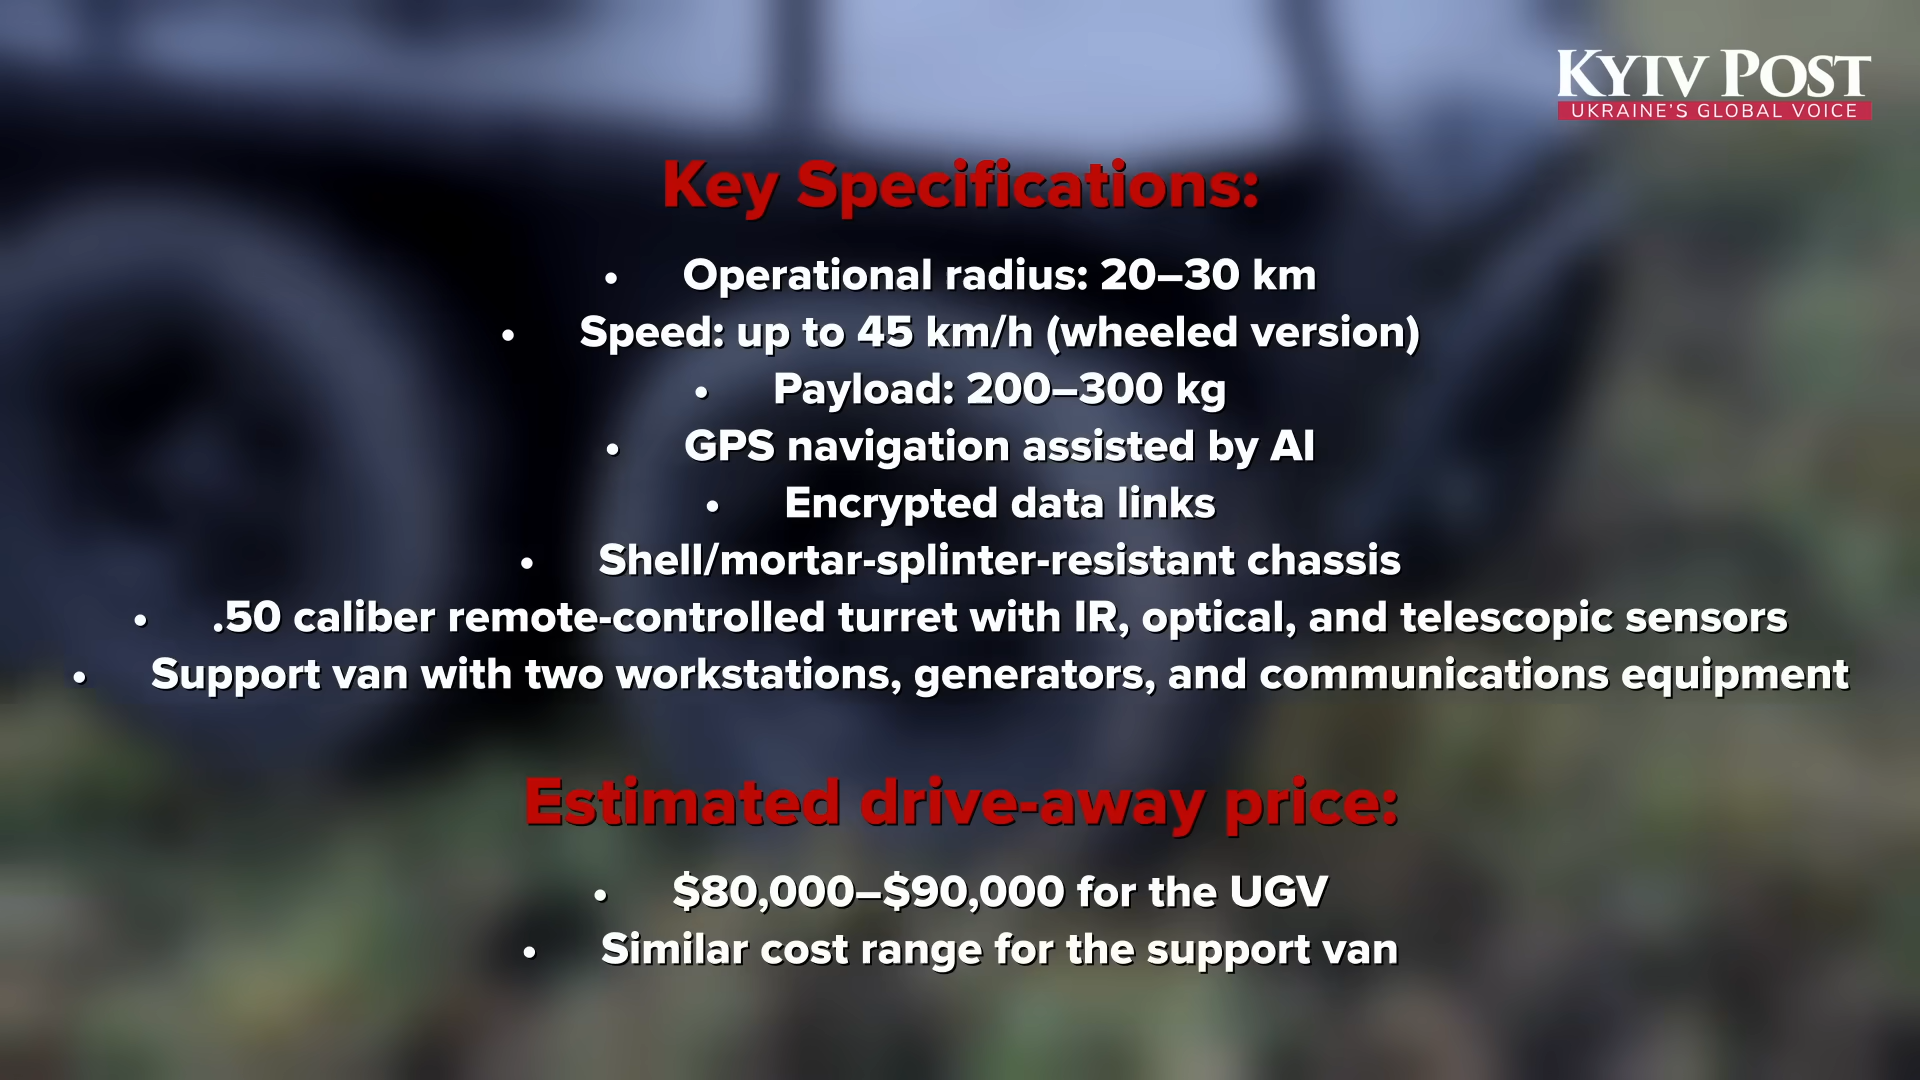 KYIV POST
UKRAINE'S GLOBAL VOICE
Key Specifications:
• Operational radius: 20–30 km
• Speed: up to 45 km/h (wheeled version)
• Payload: 200–300 kg
• GPS navigation assisted by AI
• Encrypted data links
• Shell/mortar-splinter-resistant chassis
• .50 caliber remote-controlled turret with IR, optical, and telescopic sensors
• Support van with two workstations, generators, and communications equipment
Estimated drive-away price:
• $80,000–$90,000 for the UGV
• Similar cost range for the support van